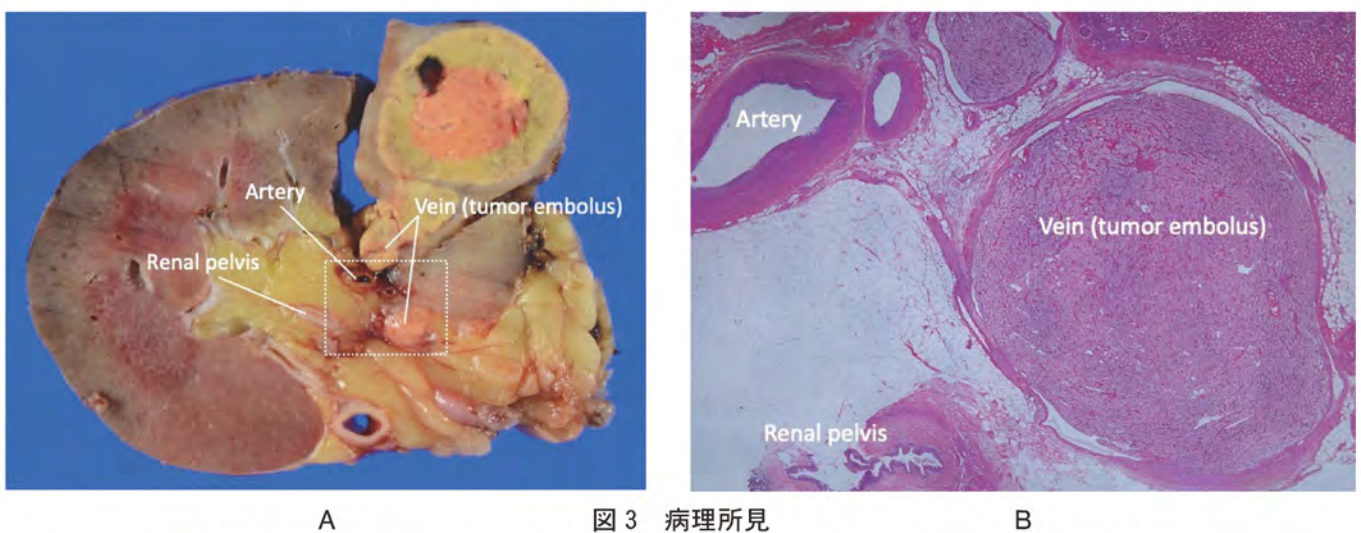 Artery
Vein (tumor embolus)
Renal pelvis
Artery
Vein (tumor embolus)
Renal pelvis
A
図 3 病理所見
B